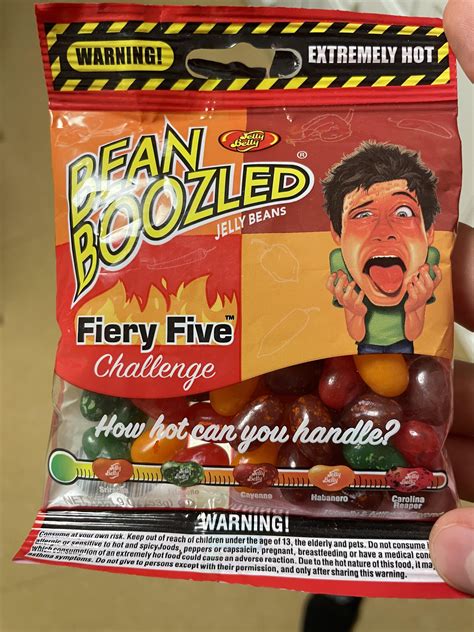 WARNING!
EXTREMELY HOT
Jelly Belly
BEAN
BOOZLED®
JELLY BEANS
Fiery Five™
Challenge
How hot can you handle?
Cayenne
Habanero
Carolina
Reaper
WARNING!
Consume at your own risk. Keep out of reach of children under the age of 13, the elderly and pets. Do not consume
allergic or sensitive to hot and spicy foods, peppers or capsaicin, pregnant, breastfeeding or have a medical
which consumption of an extremely hot food could cause an adverse reaction. Due to the hot nature of this food, it
asthma symptoms. Do not give to persons except with their permission, and only after sharing this warning.